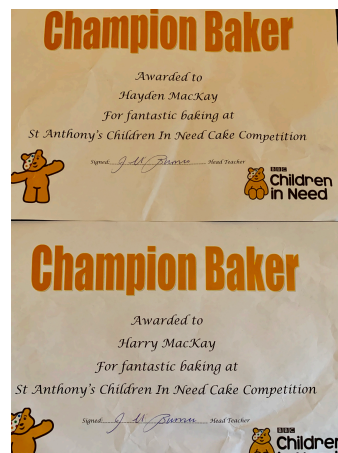 Champion Baker
Awarded to
Hayden MacKay
For fantastic baking at
St Anthony's Children In Need Cake Competition
Signed Head Teacher
BBC
Children
in Need
Champion Baker
Awarded to
Harry MacKay
For fantastic baking at
St Anthony's Children In Need Cake Competition
Signed Head Teacher
BBC
Children